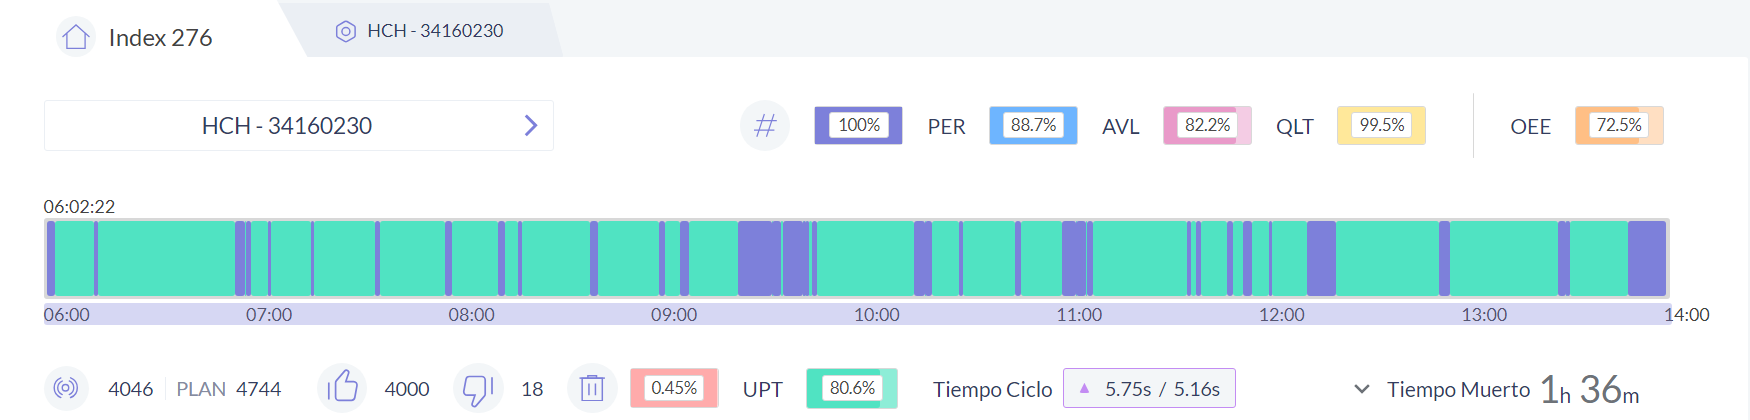 Index 276
HCH - 34160230
HCH - 34160230
# 100% PER 88.7% AVL 82.2% QLT 99.5% OEE 72.5%
06:02:22
06:00 07:00 08:00 09:00 10:00 11:00 12:00 13:00 14:00
4046 PLAN 4744 4000 18 0.45% UPT 80.6% Tiempo Ciclo ▲ 5.75s / 5.16s Tiempo Muerto 1h 36m